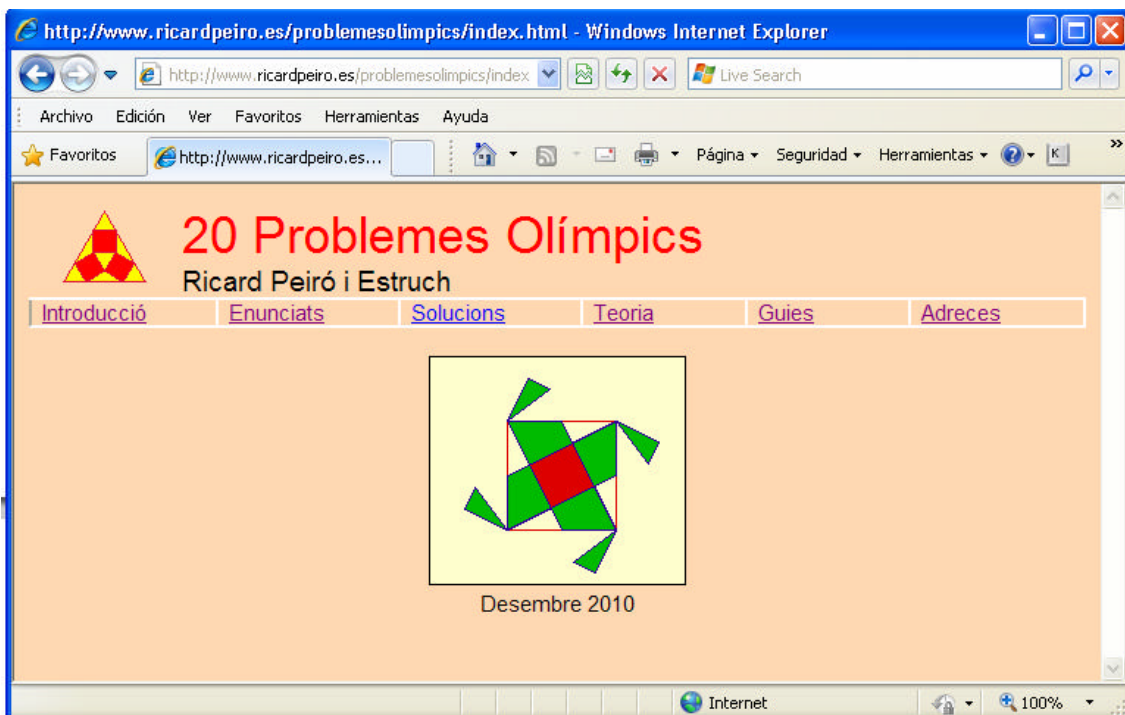 http://www.ricardpeiro.es/problemesolimpics/index.html - Windows Internet Explorer
http://www.ricardpeiro.es/problemesolimpics/index
Live Search
Archivo Edición Ver Favoritos Herramientas Ayuda
Favoritos http://www.ricardpeiro.es... Página Seguridad Herramientas K
20 Problemes Olímpics
Ricard Peiró i Estruch
Introducció Enunciats Solucions Teoria Guies Adreces
Desembre 2010
Internet 100%